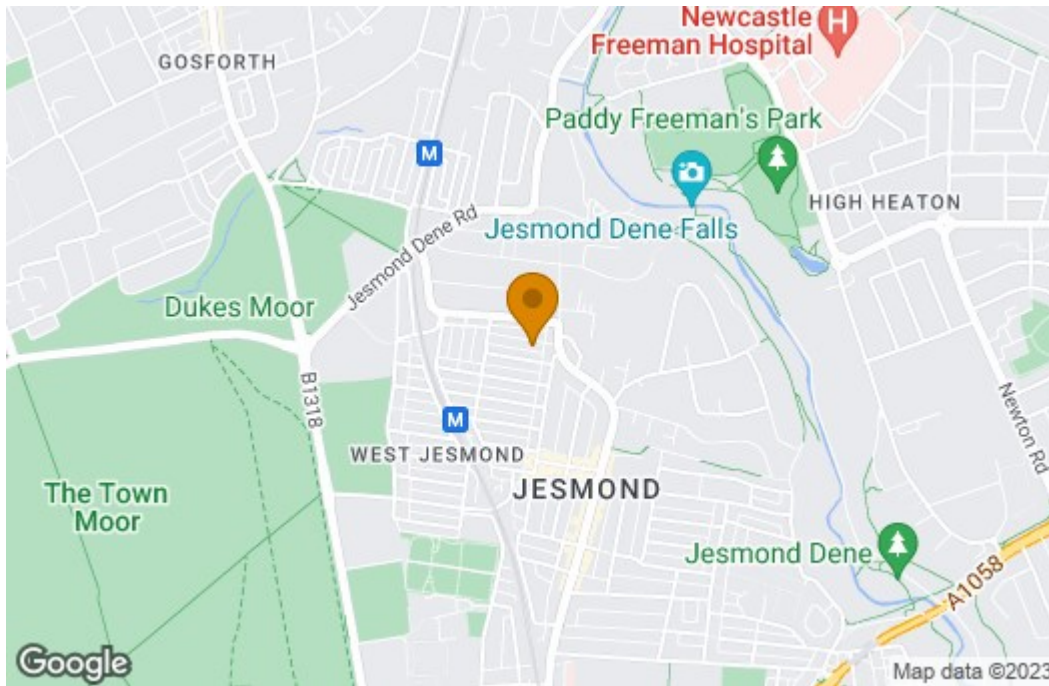 Newcastle
Freeman Hospital
H
GOSFORTH
Paddy Freeman's Park
M
HIGH HEATON
Jesmond Dene Rd
Jesmond Dene Falls
Dukes Moor
B1318
M
WEST JESMOND
Newton Rd
The Town
Moor
JESMOND
Jesmond Dene
A1058
Google
Map data ©2023